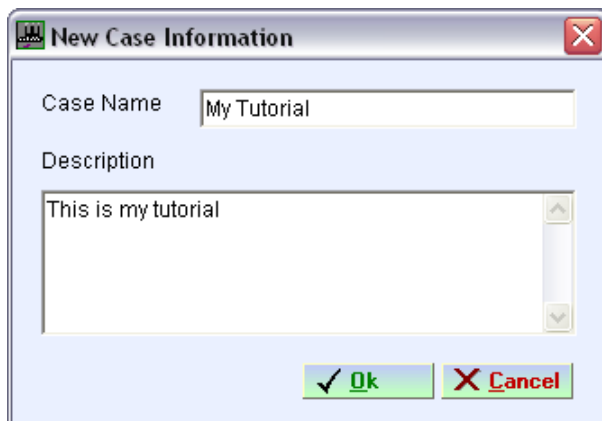 New Case Information
Case Name My Tutorial
Description
This is my tutorial
Ok Cancel